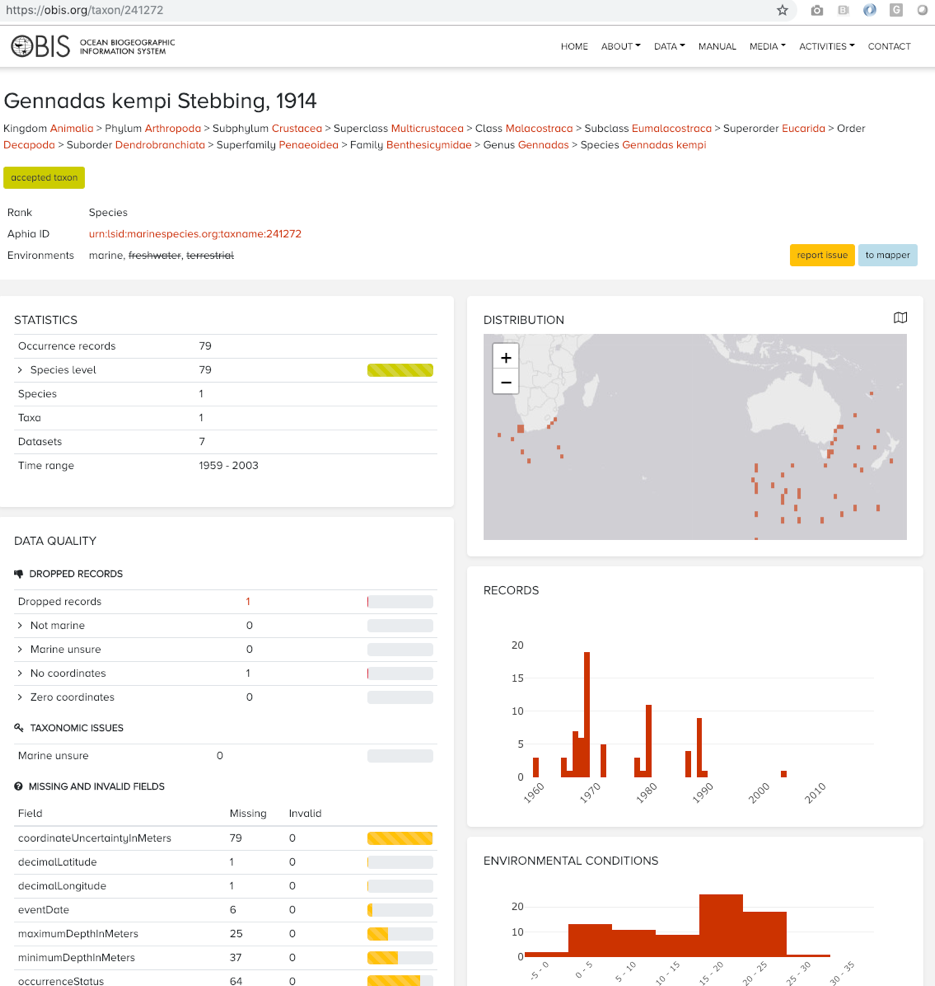 https://obis.org/taxon/241272
OBIS OCEAN BIOGEOGRAPHIC INFORMATION SYSTEM
HOME ABOUT DATA MANUAL MEDIA ACTIVITIES CONTACT
Gennadas kempi Stebbing, 1914
Kingdom Animalia > Phylum Arthropoda > Subphylum Crustacea > Superclass Multicrustacea > Class Malacostraca > Subclass Eumalacostraca > Superorder Eucarida > Order
Decapoda > Suborder Dendrobranchiata > Superfamily Penaeoidea > Family Benthesicymidae > Genus Gennadas > Species Gennadas kempi
accepted taxon
Rank Species
Aphia ID urn:lsid:marinespecies.org:taxname:241272
Environments marine, freshwater, terrestrial
report issue to mapper
STATISTICS
Occurrence records 79
> Species level 79
Species 1
Taxa 1
Datasets 7
Time range 1959 - 2003
DATA QUALITY
DROPPED RECORDS
Dropped records 1
> Not marine 0
> Marine unsure 0
> No coordinates 1
> Zero coordinates 0
TAXONOMIC ISSUES
Marine unsure 0
MISSING AND INVALID FIELDS
Field Missing Invalid
coordinateUncertaintyInMeters 79 0
decimalLatitude 1 0
decimalLongitude 1 0
eventDate 6 0
maximumDepthInMeters 25 0
minimumDepthInMeters 37 0
occurrenceStatus 64 0
DISTRIBUTION
+
−
RECORDS
20
15
10
5
0
1960 1970 1980 1990 2000 2010
ENVIRONMENTAL CONDITIONS
20
10
0
-5 - 0 0 - 5 5 - 10 10 - 15 15 - 20 20 - 25 25 - 30 30 - 35